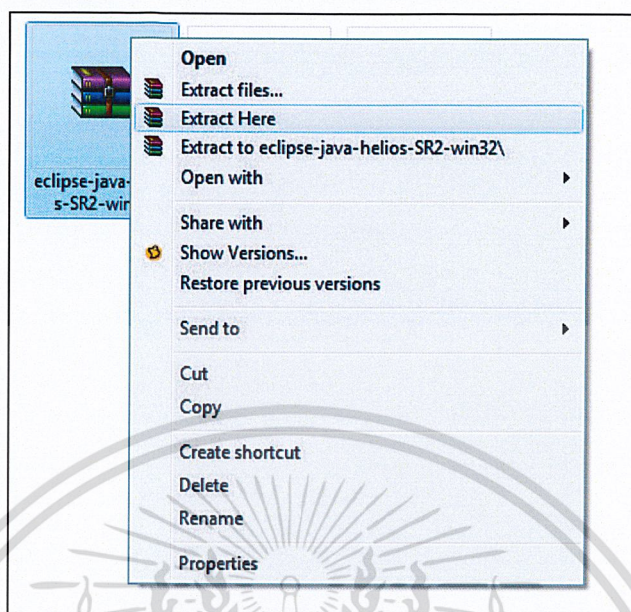 Open
Extract files...
Extract Here
Extract to eclipse-java-helios-SR2-win32\
Open with
eclipse-java-
s-SR2-win
Share with
Show Versions...
Restore previous versions
Send to
Cut
Copy
Create shortcut
Delete
Rename
Properties